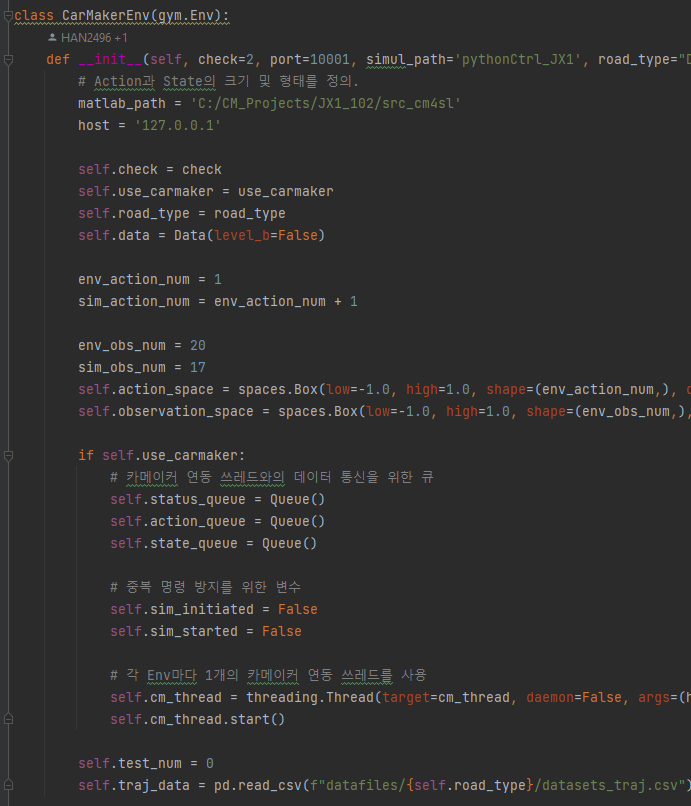 class CarMakerEnv(gym.Env):
HAN2496 +1
def __init__(self, check=2, port=10001, simul_path='pythonCtrl_JX1', road_type="D
# Action과 State의 크기 및 형태를 정의.
matlab_path = 'C:/CM_Projects/JX1_102/src_cm4sl'
host = '127.0.0.1'
self.check = check
self.use_carmaker = use_carmaker
self.road_type = road_type
self.data = Data(level_b=False)
env_action_num = 1
sim_action_num = env_action_num + 1
env_obs_num = 20
sim_obs_num = 17
self.action_space = spaces.Box(low=-1.0, high=1.0, shape=(env_action_num,), d
self.observation_space = spaces.Box(low=-1.0, high=1.0, shape=(env_obs_num,),
if self.use_carmaker:
# 카메이커 연동 쓰레드와의 데이터 통신을 위한 큐
self.status_queue = Queue()
self.action_queue = Queue()
self.state_queue = Queue()
# 중복 명령 방지를 위한 변수
self.sim_initiated = False
self.sim_started = False
# 각 Env마다 1개의 카메이커 연동 쓰레드를 사용
self.cm_thread = threading.Thread(target=cm_thread, daemon=False, args=(h
self.cm_thread.start()
self.test_num = 0
self.traj_data = pd.read_csv(f"datafiles/{self.road_type}/datasets_traj.csv")